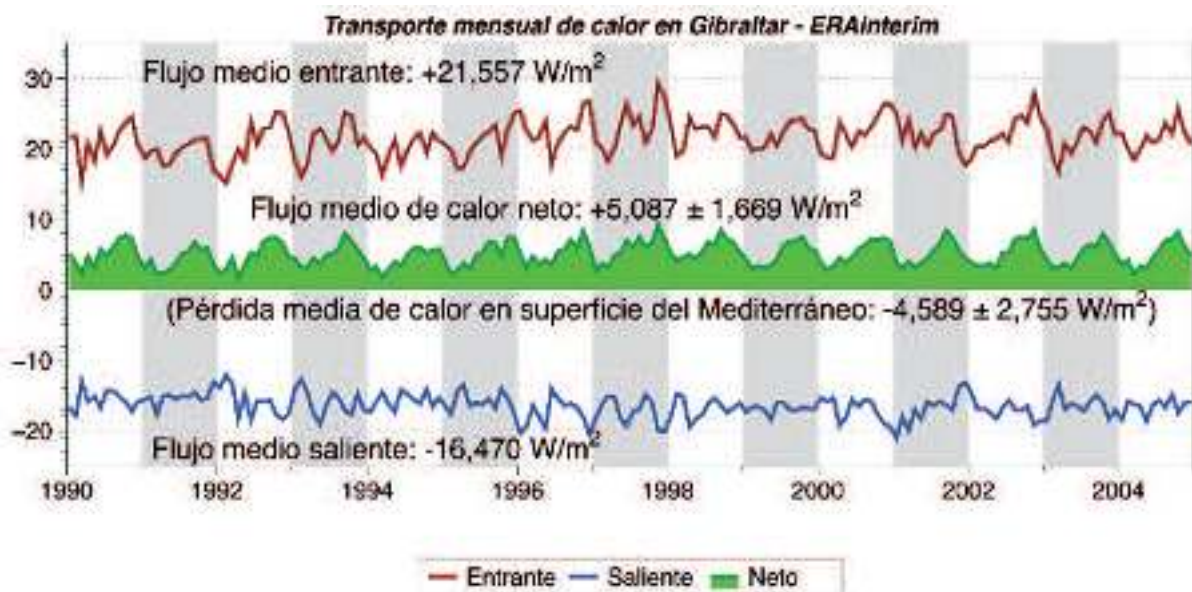 Transporte mensual de calor en Gibraltar - ERAinterim
Flujo medio entrante: +21,557 W/m²
Flujo medio de calor neto: +5,087 ± 1,669 W/m²
(Pérdida media de calor en superficie del Mediterráneo: -4,589 ± 2,755 W/m²)
Flujo medio saliente: -16,470 W/m²
30
20
10
0
−10
−20
1990 1992 1994 1996 1998 2000 2002 2004
Entrante Saliente Neto